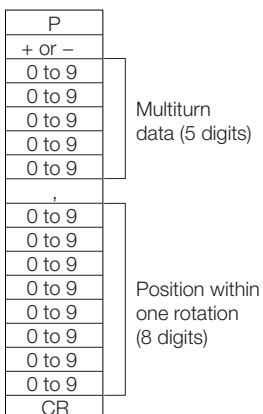 P
+ or −
0 to 9
0 to 9
0 to 9
0 to 9
0 to 9
Multiturn
data (5 digits)
,
0 to 9
0 to 9
0 to 9
0 to 9
0 to 9
0 to 9
0 to 9
0 to 9
Position within
one rotation
(8 digits)
CR